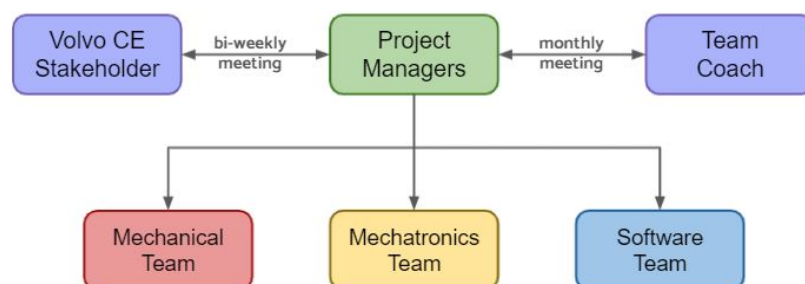 Volvo CE
Stakeholder
bi-weekly
meeting
Project
Managers
monthly
meeting
Team
Coach
Mechanical
Team
Mechatronics
Team
Software
Team